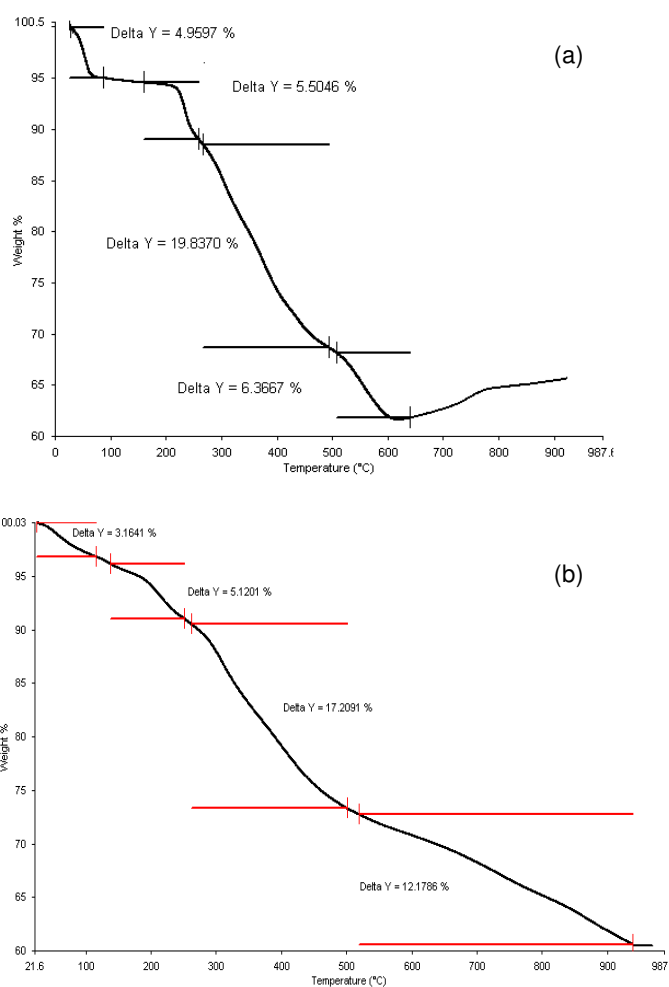 100.5
Delta Y = 4.9597 %
(a)
95
Delta Y = 5.5046 %
90
85
Weight %
80
Delta Y = 19.8370 %
75
70
65
Delta Y = 6.3667 %
60
0 100 200 300 400 500 600 700 800 900 987.6
Temperature (°C)
00.03
Delta Y = 3.1641 %
(b)
95
Delta Y = 5.1201 %
90
85
Delta Y = 17.2091 %
80
Weight %
75
70
65
Delta Y = 12.1786 %
60
21.6 100 200 300 400 500 600 700 800 987
Temperature (°C)